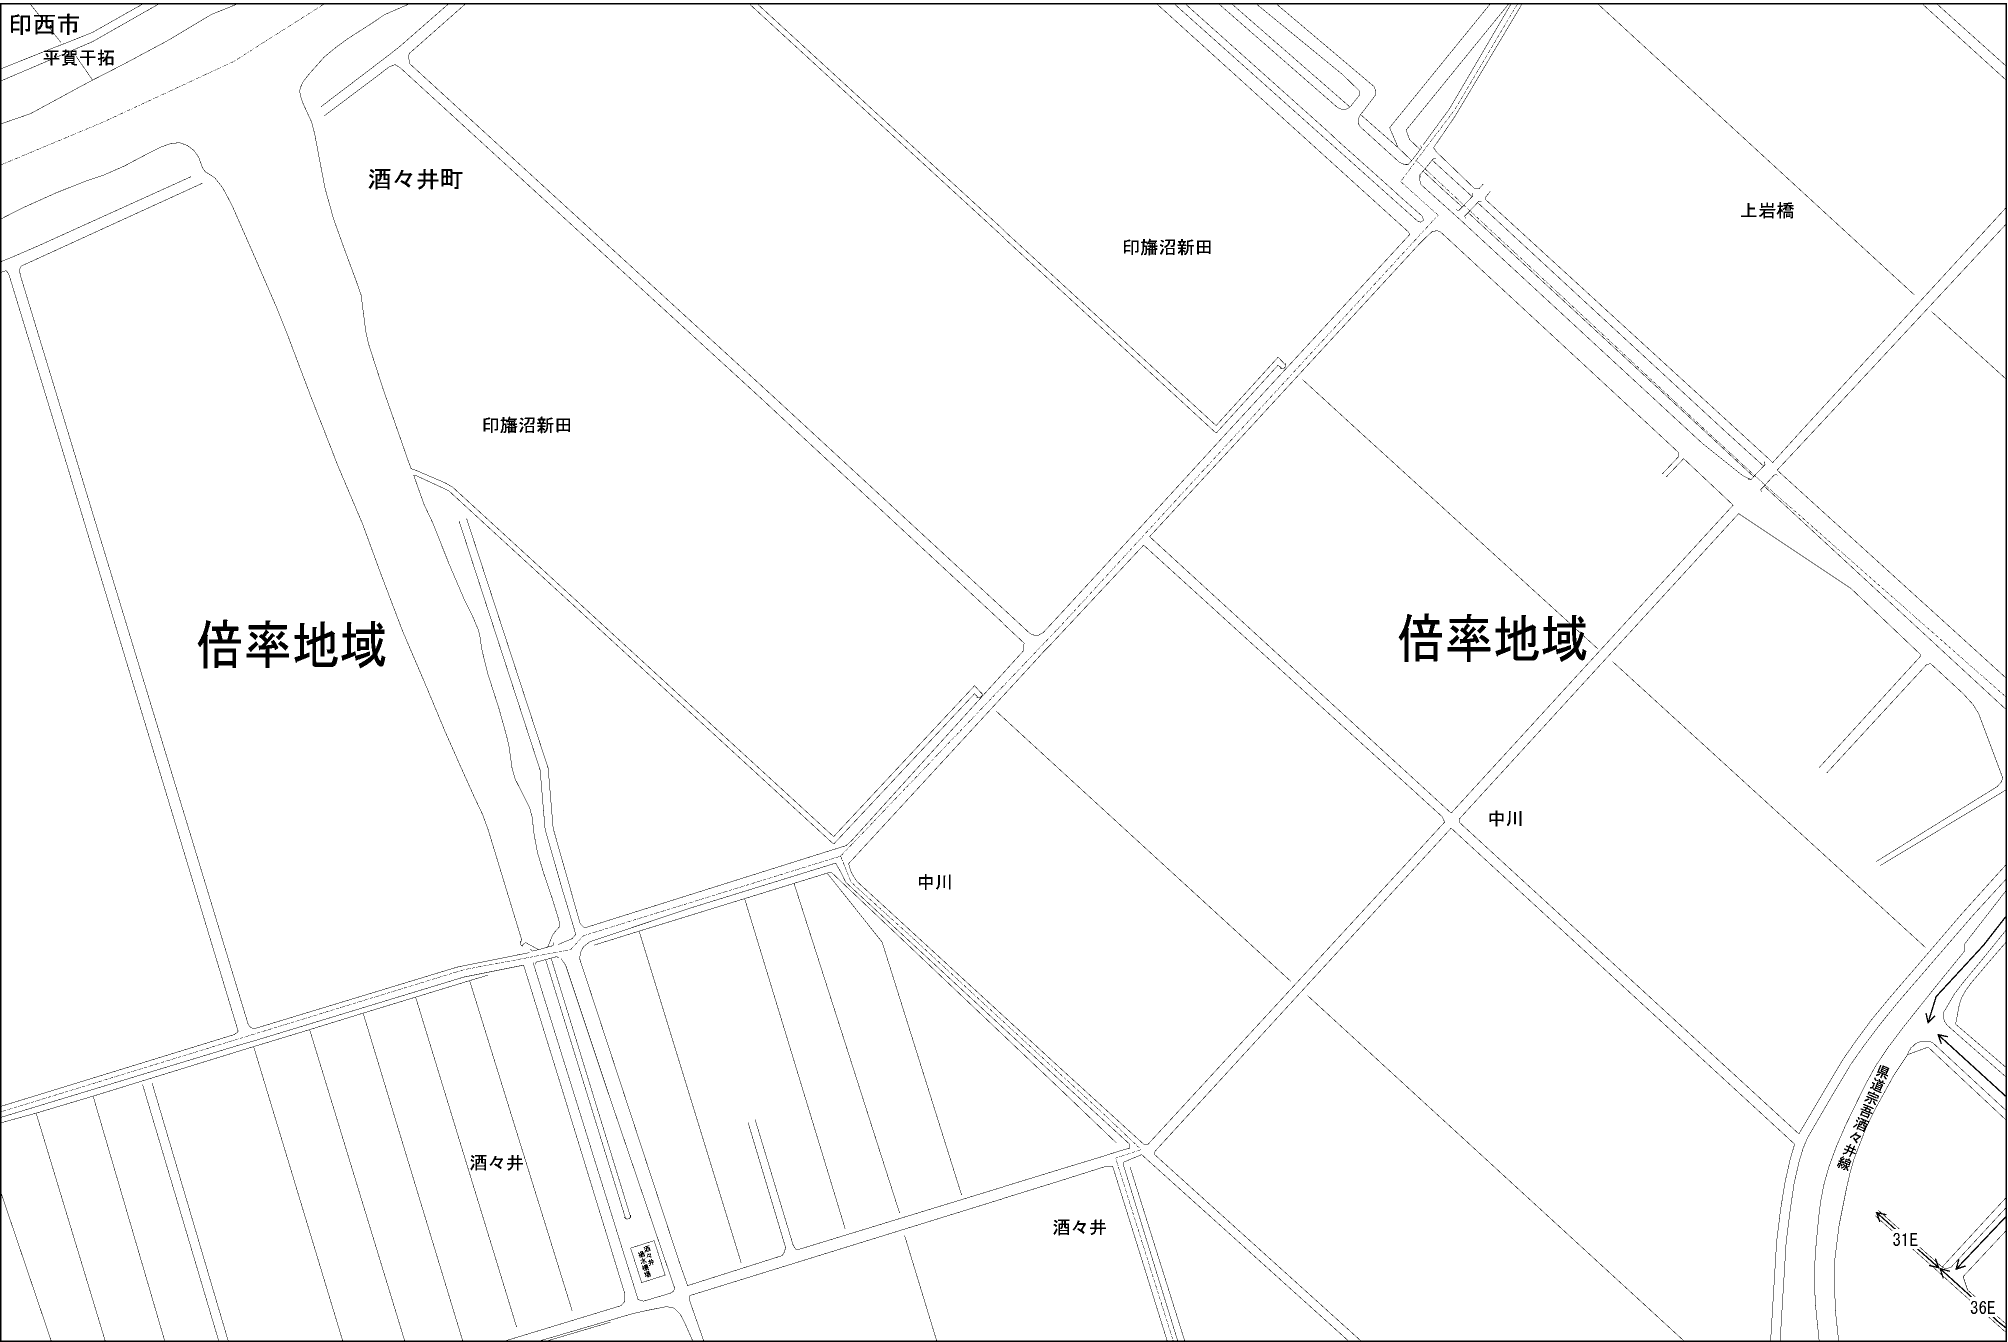 印西市
平賀干拓
酒々井町
上岩橋
印旛沼新田
印旛沼新田
倍率地域
倍率地域
中川
中川
県道宗吾酒々井線
酒々井
酒々井
31E
36E